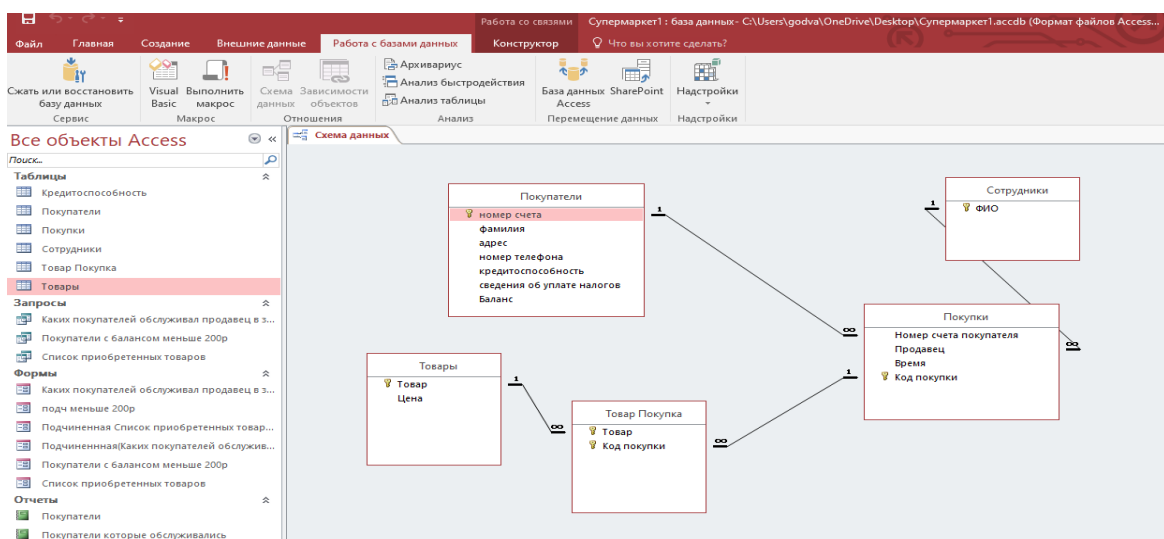 Работа со связями
Супермаркет1 : база данных- C:\Users\godva\OneDrive\Desktop\Супермаркет1.accdb (Формат файлов Access...
Файл
Главная
Создание
Внешние данные
Работа с базами данных
Конструктор
Что вы хотите сделать?
Сжать или восстановить
базу данных
Visual
Basic
Выполнить
макрос
Схема
данных
Зависимости
объектов
Архивариус
Анализ быстродействия
Анализ таблицы
База данных
Access
SharePoint
Надстройки
Сервис
Макрос
Отношения
Анализ
Перемещение данных
Надстройки
Все объекты Access
Поиск...
Таблицы
Кредитоспособность
Покупатели
Покупки
Сотрудники
Товар Покупка
Товары
Запросы
Каких покупателей обслуживал продавец в з...
Покупатели с балансом меньше 200р
Список приобретенных товаров
Формы
Каких покупателей обслуживал продавец в з...
подч меньше 200р
Подчиненная Список приобретенных товар...
Подчиненнная(Каких покупателей обслужив...
Покупатели с балансом меньше 200р
Список приобретенных товаров
Отчеты
Покупатели
Покупатели которые обслуживались
Схема данных
Покупатели
номер счета
фамилия
адрес
номер телефона
кредитоспособность
сведения об уплате налогов
Баланс
1
∞
Сотрудники
ФИО
1
∞
Покупки
Номер счета покупателя
Продавец
Время
Код покупки
1
∞
Товары
Товар
Цена
1
∞
Товар Покупка
Товар
Код покупки